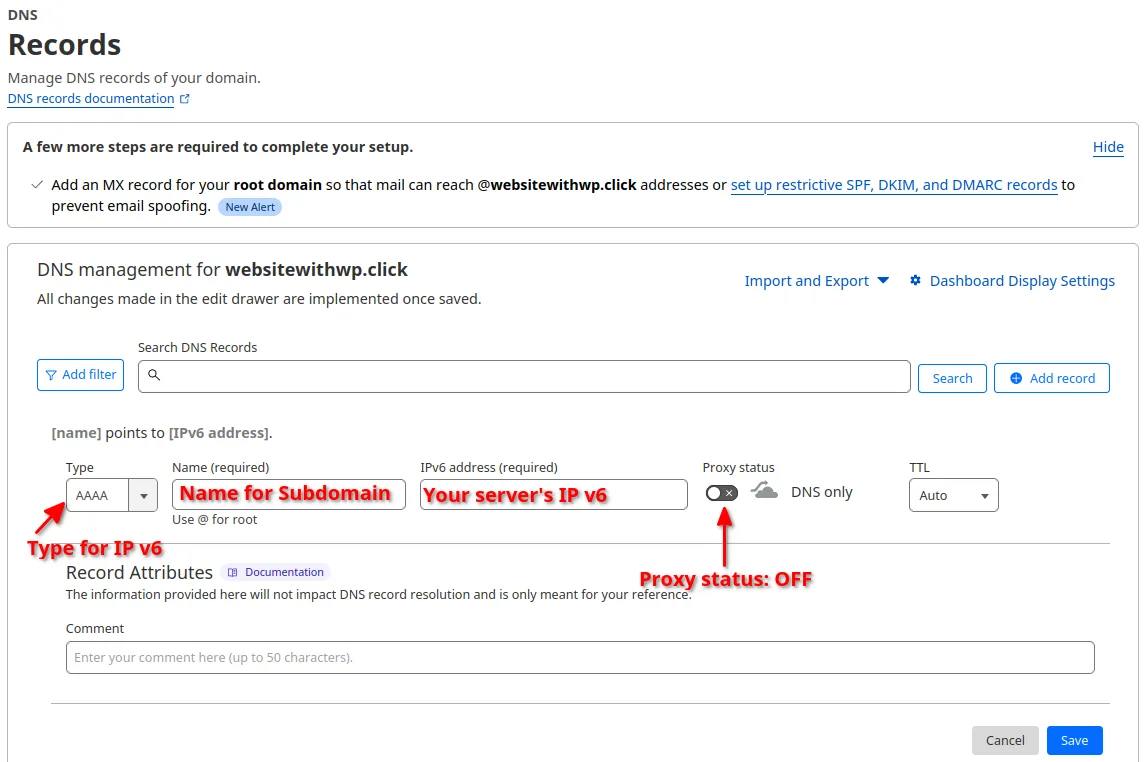 DNS
Records
Manage DNS records of your domain.
DNS records documentation
A few more steps are required to complete your setup.
Hide
Add an MX record for your root domain so that mail can reach @websitewithwp.click addresses or set up restrictive SPF, DKIM, and DMARC records to
prevent email spoofing. New Alert
DNS management for websitewithwp.click
All changes made in the edit drawer are implemented once saved.
Import and Export
Dashboard Display Settings
Search DNS Records
Add filter
Search
Add record
[name] points to [IPv6 address].
Type
Name (required)
IPv6 address (required)
Proxy status
TTL
AAAA
Name for Subdomain
Your server's IP v6
DNS only
Auto
Use @ for root
Type for IP v6
Proxy status: OFF
Record Attributes
Documentation
The information provided here will not impact DNS record resolution and is only meant for your reference.
Comment
Enter your comment here (up to 50 characters).
Cancel
Save